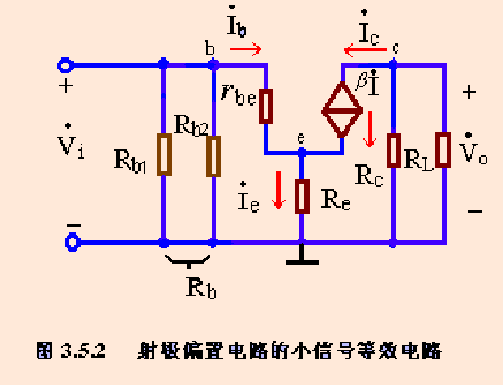 İb
İc
b
c
+
rbe
βİ
+
V̇i
Rb1
Rb2
e
Rc
RL
V̇o
İe
Re
−
−
Rb
图 3.5.2 射极偏置电路的小信号等效电路